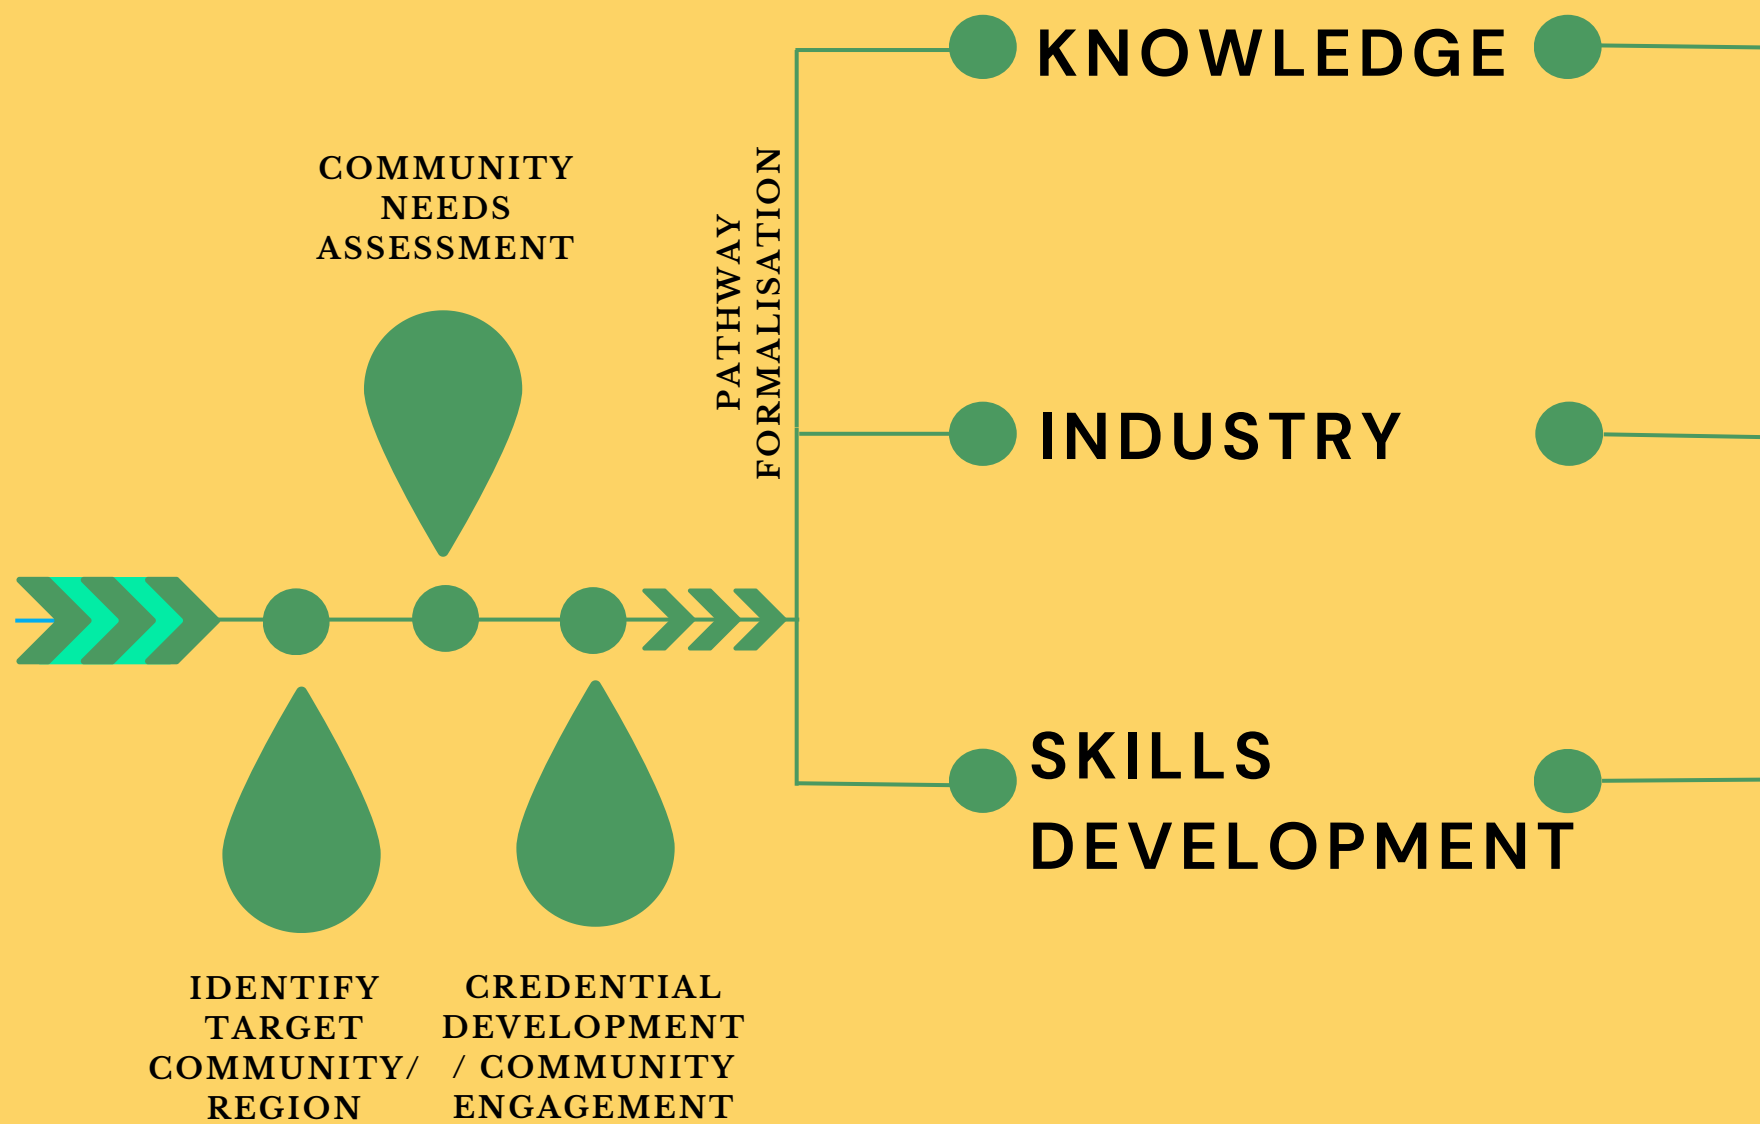 COMMUNITY
NEEDS
ASSESSMENT
IDENTIFY
TARGET
COMMUNITY/
REGION
CREDENTIAL
DEVELOPMENT
/ COMMUNITY
ENGAGEMENT
PATHWAY
FORMALISATION
KNOWLEDGE
INDUSTRY
SKILLS
DEVELOPMENT